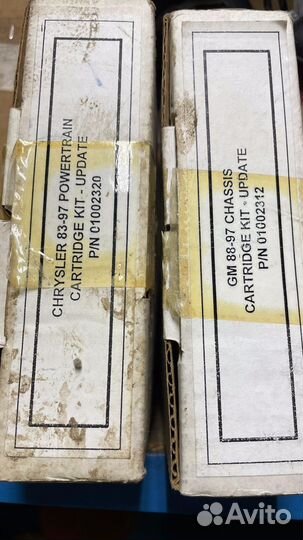 CHRYSLER 83-97 POWERTRAIN
CARTRIDGE KIT - UPDATE
P/N 01002320
GM 88-97 CHASSIS
CARTRIDGE KIT - UPDATE
P/N 01002312
Avito